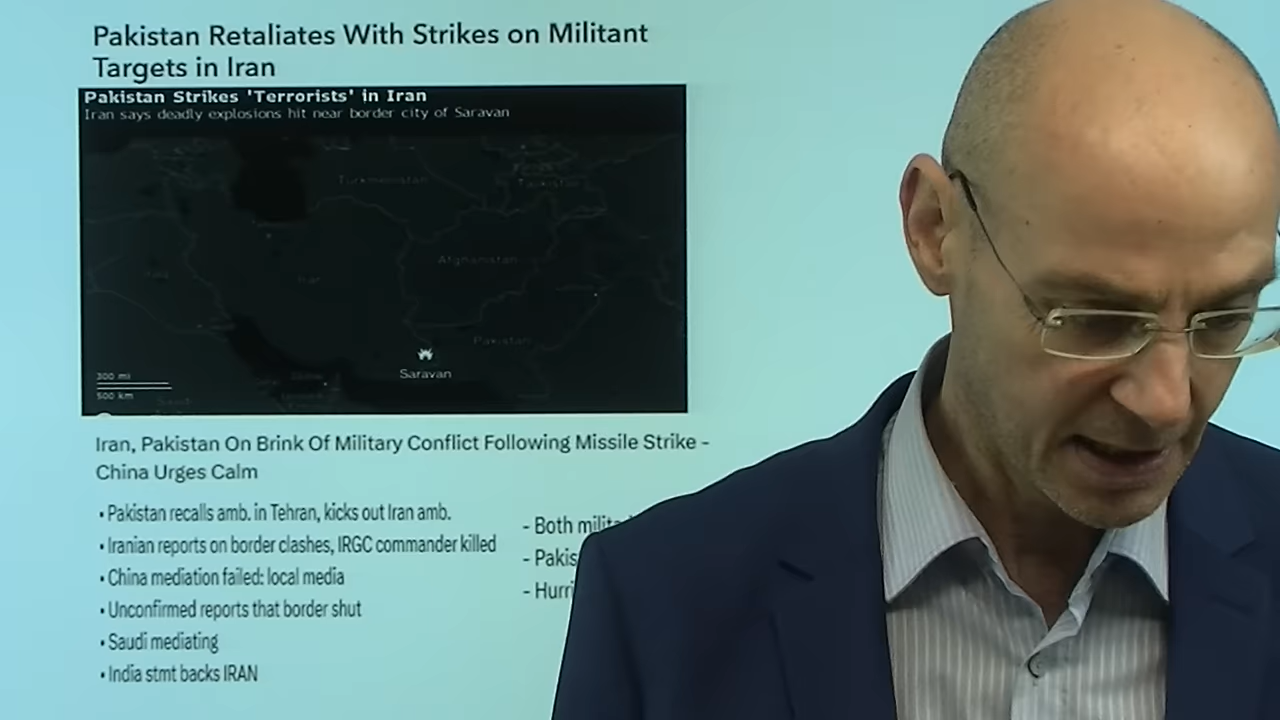 Pakistan Retaliates With Strikes on Militant
Targets in Iran
Pakistan Strikes 'Terrorists' in Iran
Iran says deadly explosions hit near border city of Saravan
Turkmenistan
Tajikistan
Afghanistan
Iran
Pakistan
Saravan
300 mi
500 km
Iran, Pakistan On Brink Of Military Conflict Following Missile Strike –
China Urges Calm
• Pakistan recalls amb. in Tehran, kicks out Iran amb.
• Iranian reports on border clashes, IRGC commander killed
• China mediation failed: local media
• Unconfirmed reports that border shut
• Saudi mediating
• India stmt backs IRAN
- Both
- Pakis
- Hurri